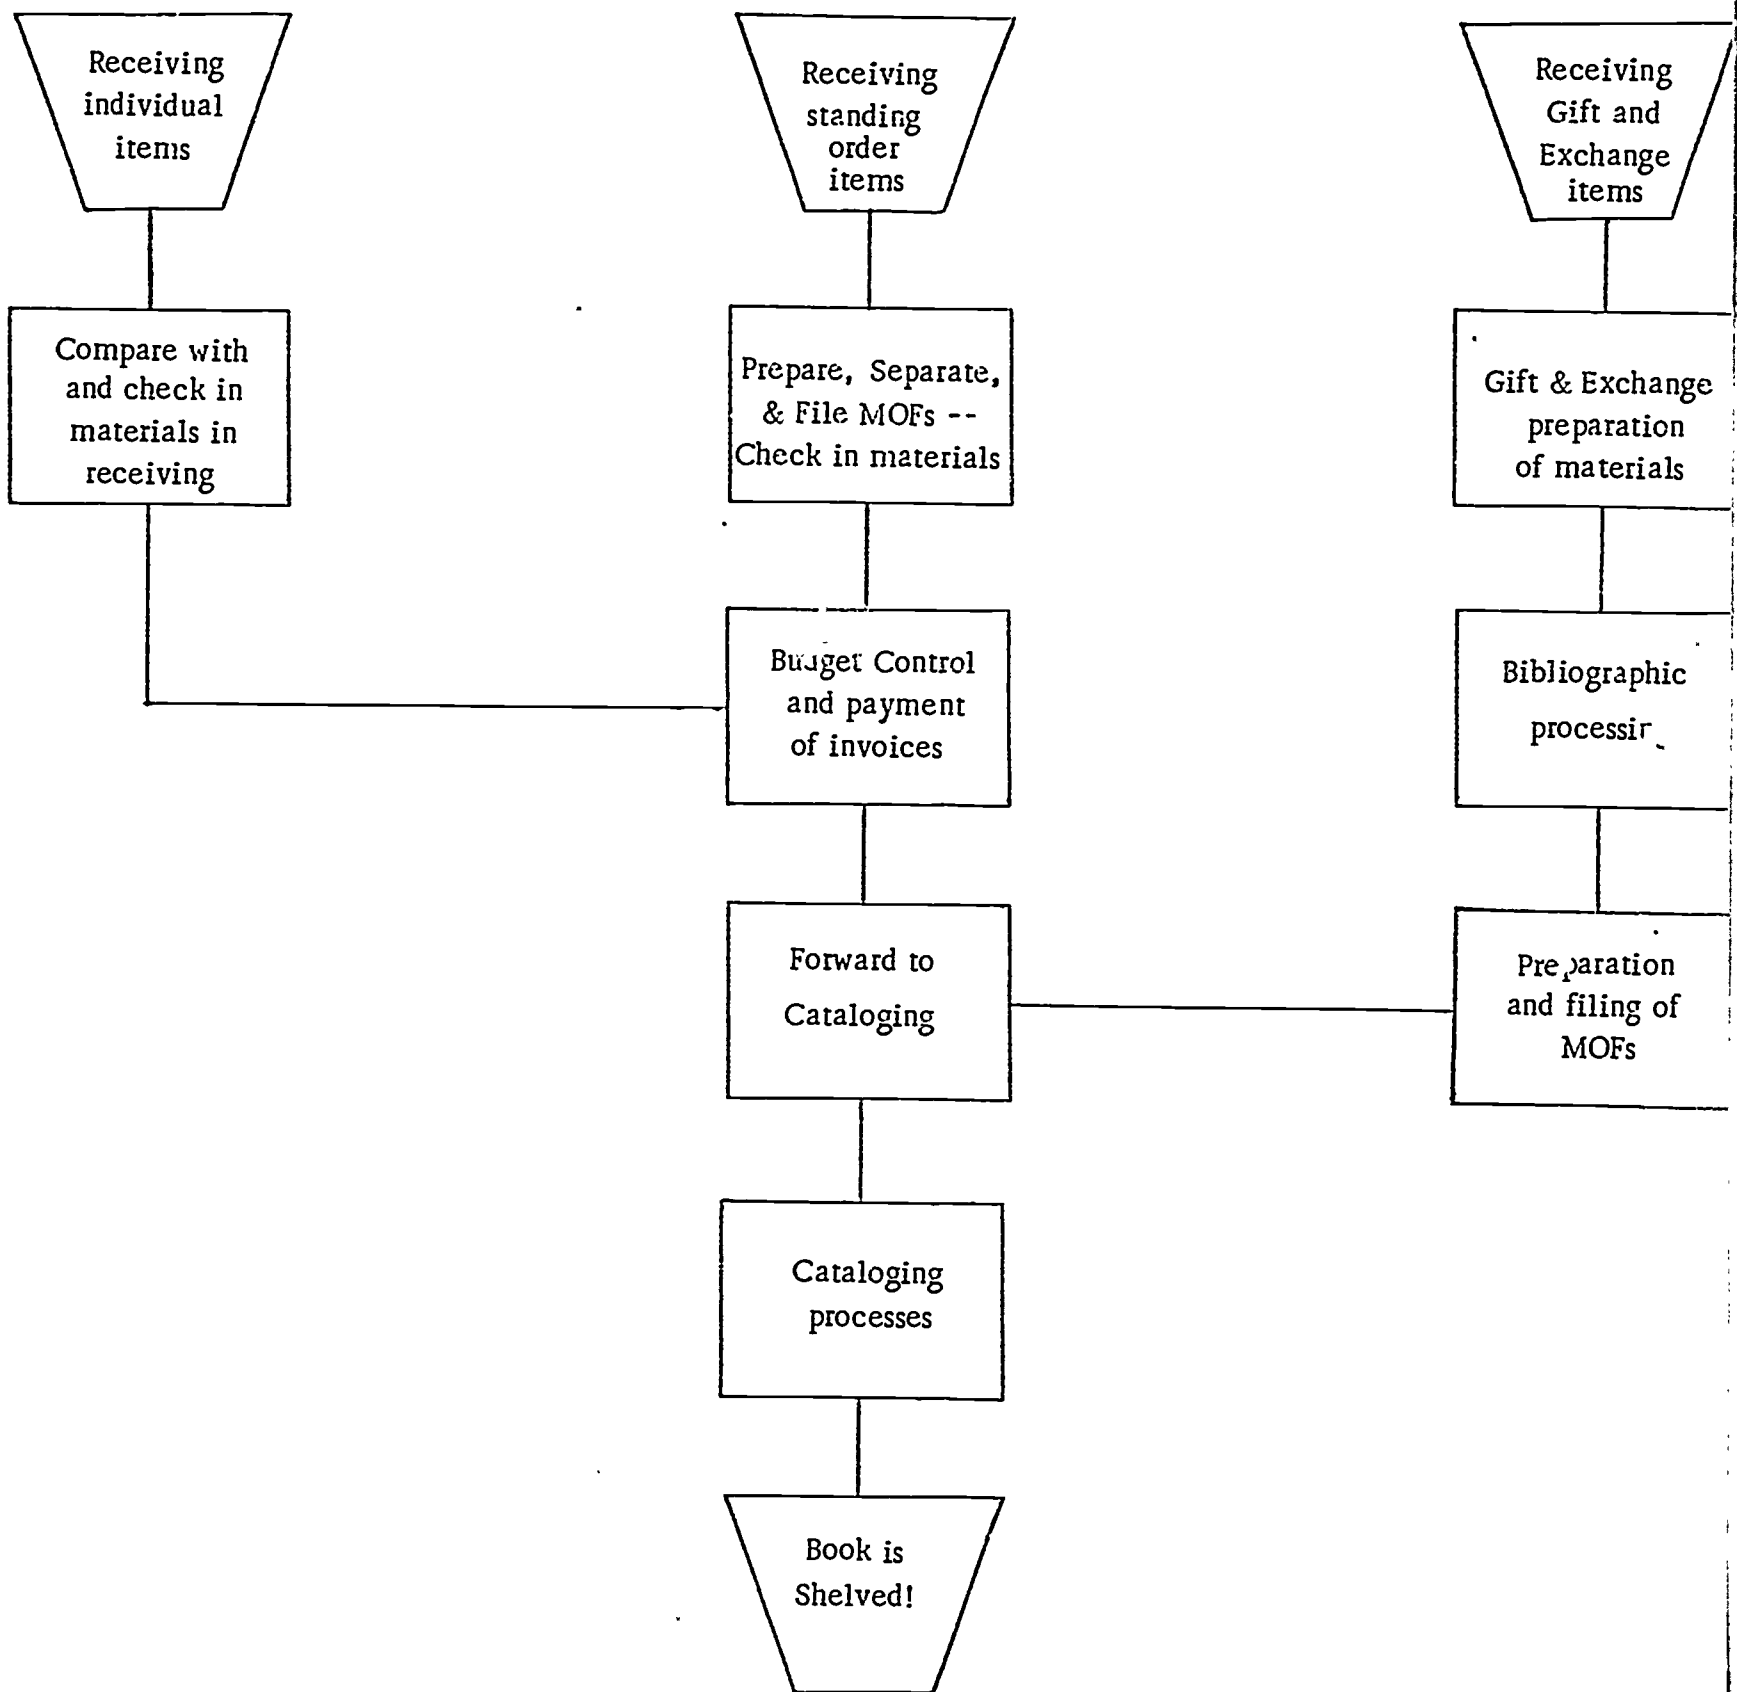 Receiving
individual
items
Receiving
standing
order
items
Receiving
Gift and
Exchange
items
Compare with
and check in
materials in
receiving
Prepare, Separate,
& File MOFs --
Check in materials
Gift & Exchange
preparation
of materials
Budget Control
and payment
of invoices
Bibliographic
Forward to
Cataloging
Preparation
and filing of
MOFs
Cataloging
processes
Book is
Shelved!